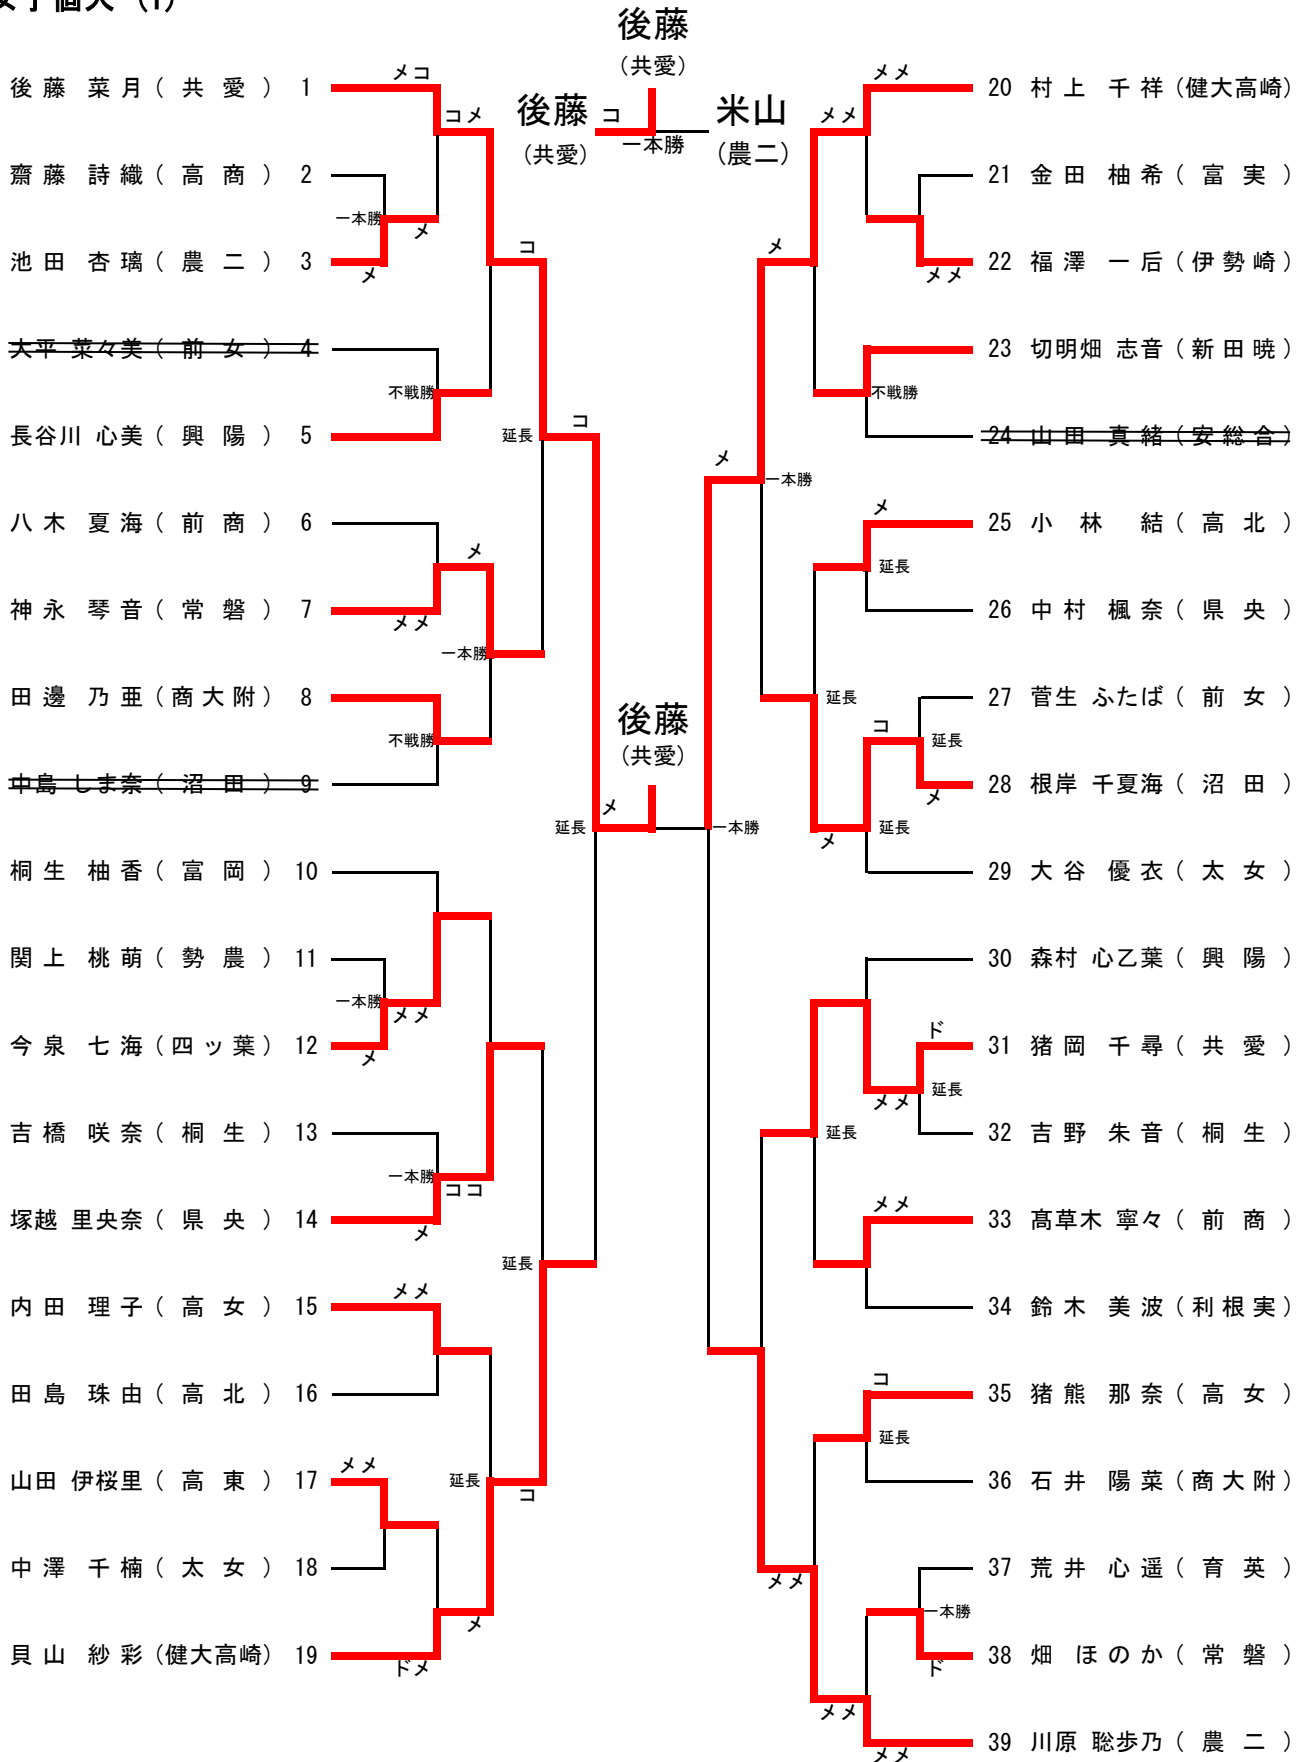 女子個人 (1)
後藤
(共愛)
後藤 コ 米山
(共愛) 一本勝 (農二)
後藤 菜月 ( 共愛 ) 1 メコ
コメ
齋藤 詩織 ( 高商 ) 2
一本勝 メ
池田 杏璃 ( 農二 ) 3 メ
コ
大平 菜々美 ( 前女 ) 4
不戦勝
長谷川 心美 ( 興陽 ) 5
延長 コ
八木 夏海 ( 前商 ) 6
メ
神永 琴音 ( 常磐 ) 7 メメ
一本勝
田邊 乃亜 (商大附) 8
不戦勝
中島 しま奈 ( 沼田 ) 9
後藤
(共愛)
延長 メ 一本勝
桐生 柚香 ( 富岡 ) 10
関上 桃萌 ( 勢農 ) 11
一本勝 メメ
今泉 七海 (四ッ葉) 12 メ
吉橋 咲奈 ( 桐生 ) 13
一本勝 ココ
塚越 里央奈 ( 県央 ) 14 メ
延長
内田 理子 ( 高女 ) 15 メメ
田島 珠由 ( 高北 ) 16
延長 コ
山田 伊桜里 ( 高東 ) 17 メメ
中澤 千楠 ( 太女 ) 18
メ
貝山 紗彩 (健大高崎) 19 ドメ
メメ 20 村上 千祥 (健大高崎)
メメ
21 金田 柚希 ( 富実 )
メ
メメ 22 福澤 一后 (伊勢崎)
23 切明畑 志音 (新田暁)
不戦勝
24 山田 真緒 (安総合)
メ 一本勝
メ 25 小林 結 ( 高北 )
延長
26 中村 楓奈 ( 県央 )
延長
27 菅生 ふたば ( 前女 )
コ 延長
メ 28 根岸 千夏海 ( 沼田 )
メ 延長
29 大谷 優衣 ( 太女 )
30 森村 心乙葉 ( 興陽 )
ド 31 猪岡 千尋 ( 共愛 )
メメ 延長
32 吉野 朱音 ( 桐生 )
延長
メメ 33 髙草木 寧々 ( 前商 )
34 鈴木 美波 (利根実)
コ 35 猪熊 那奈 ( 高女 )
延長
36 石井 陽菜 (商大附)
メメ
37 荒井 心遥 ( 育英 )
一本勝
ド 38 畑 ほのか ( 常磐 )
メメ
メメ 39 川原 聡歩乃 ( 農二 )